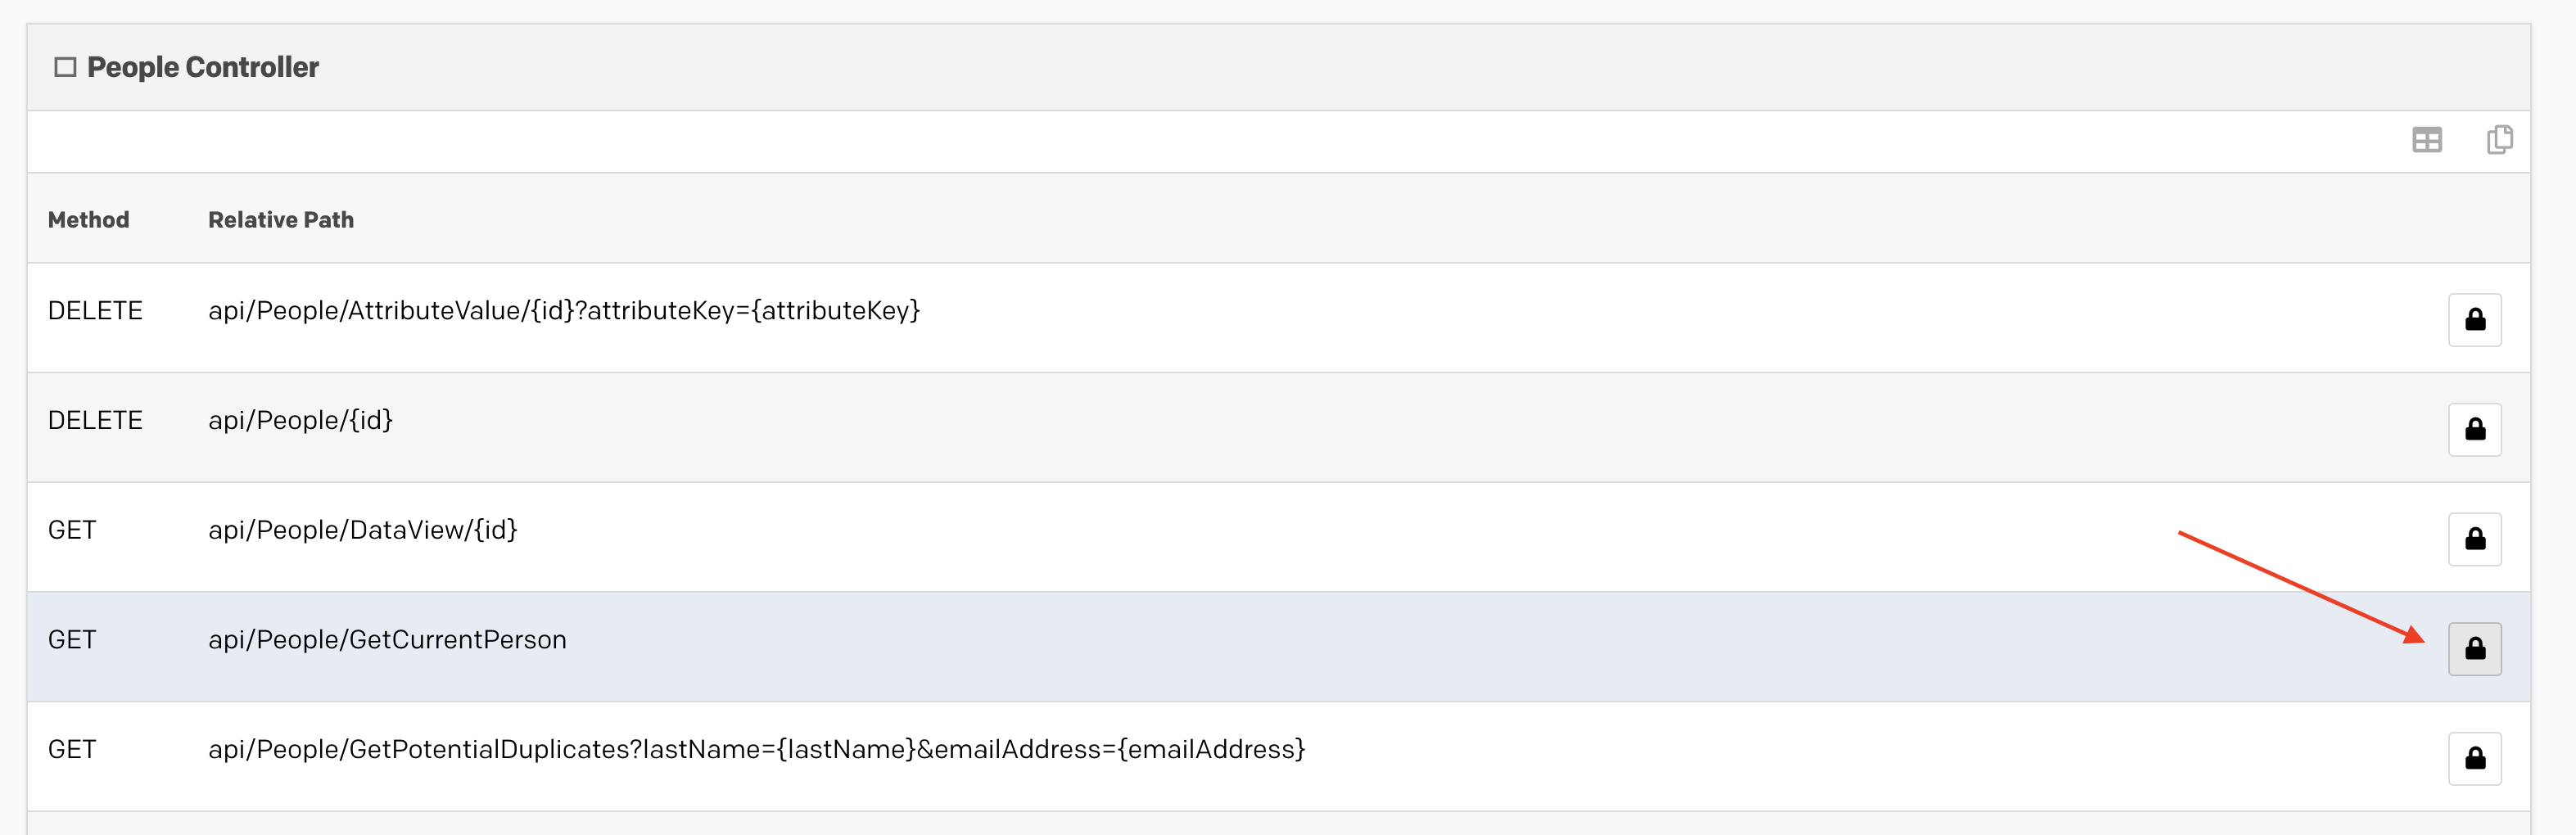 People Controller
Method Relative Path
DELETE api/People/AttributeValue/{id}?attributeKey={attributeKey}
DELETE api/People/{id}
GET api/People/DataView/{id}
GET api/People/GetCurrentPerson
GET api/People/GetPotentialDuplicates?lastName={lastName}&emailAddress={emailAddress}